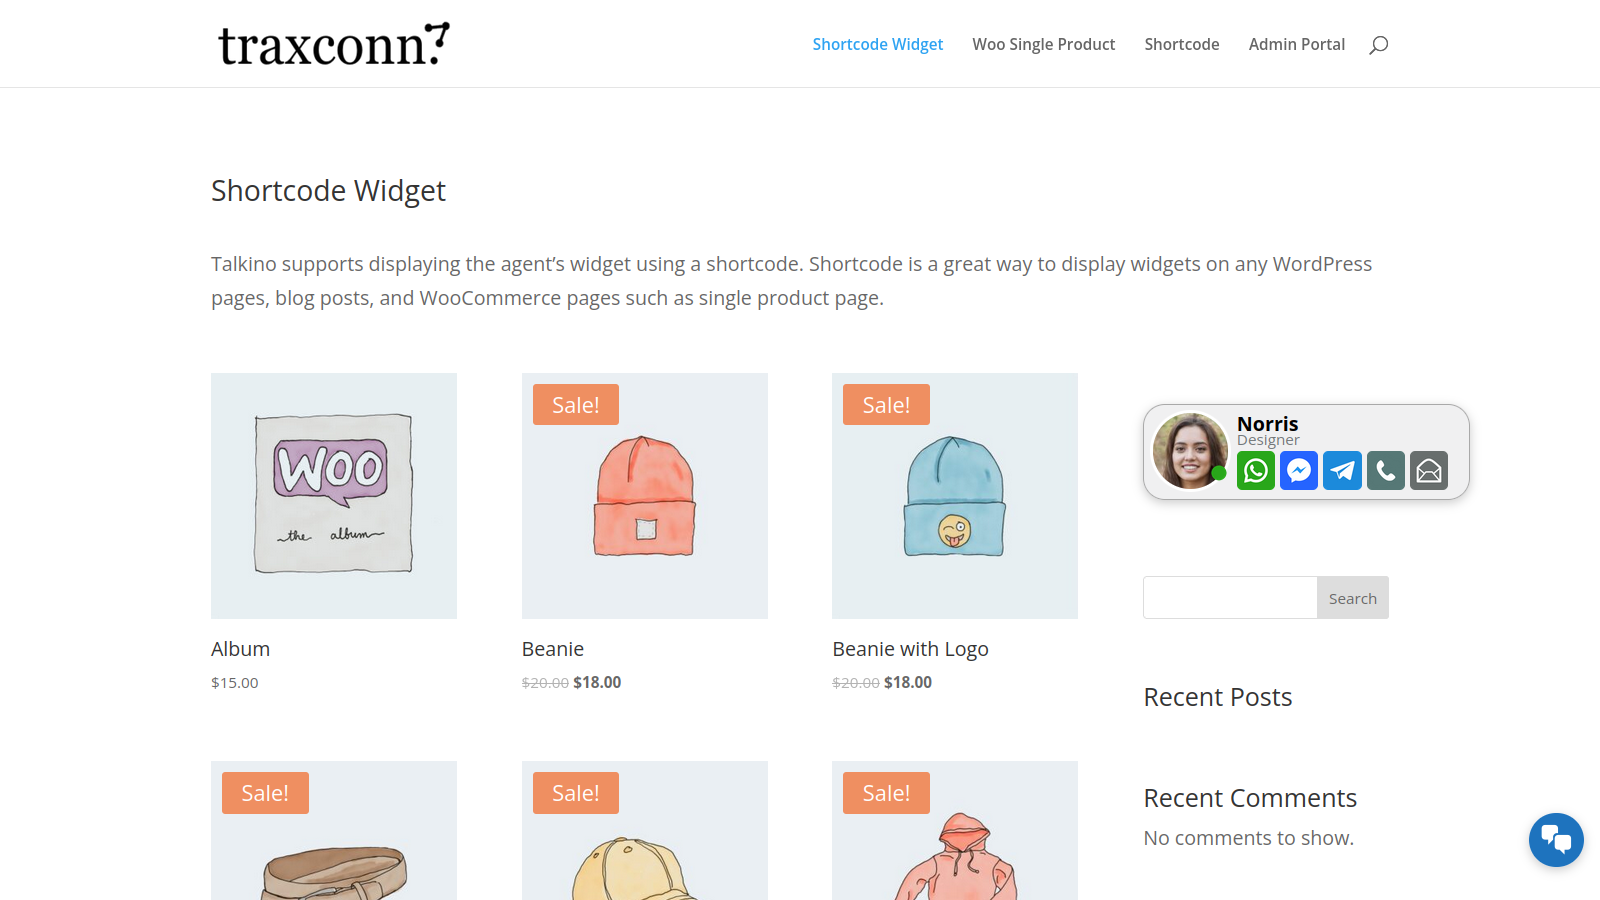 traxconn?
Shortcode Widget
Woo Single Product
Shortcode
Admin Portal
Shortcode Widget
Talkino supports displaying the agent’s widget using a shortcode. Shortcode is a great way to display widgets on any WordPress
pages, blog posts, and WooCommerce pages such as single product page.
WOO
the album
Album
$15.00
Sale!
Beanie
$20.00 $18.00
Sale!
Beanie with Logo
$20.00 $18.00
Norris
Designer
Search
Recent Posts
Recent Comments
No comments to show.
Sale!
Sale!
Sale!